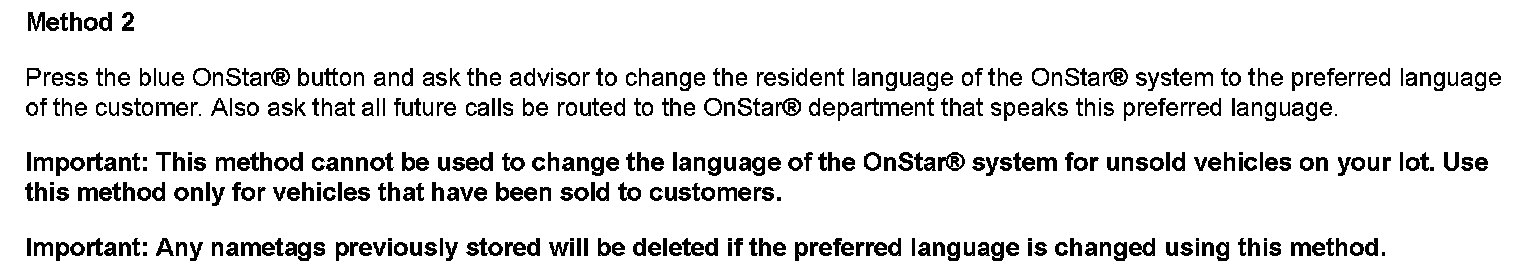 Method 2
Press the blue OnStar® button and ask the advisor to change the resident language of the OnStar® system to the preferred language
of the customer. Also ask that all future calls be routed to the OnStar® department that speaks this preferred language.
Important: This method cannot be used to change the language of the OnStar® system for unsold vehicles on your lot. Use
this method only for vehicles that have been sold to customers.
Important: Any nametags previously stored will be deleted if the preferred language is changed using this method.